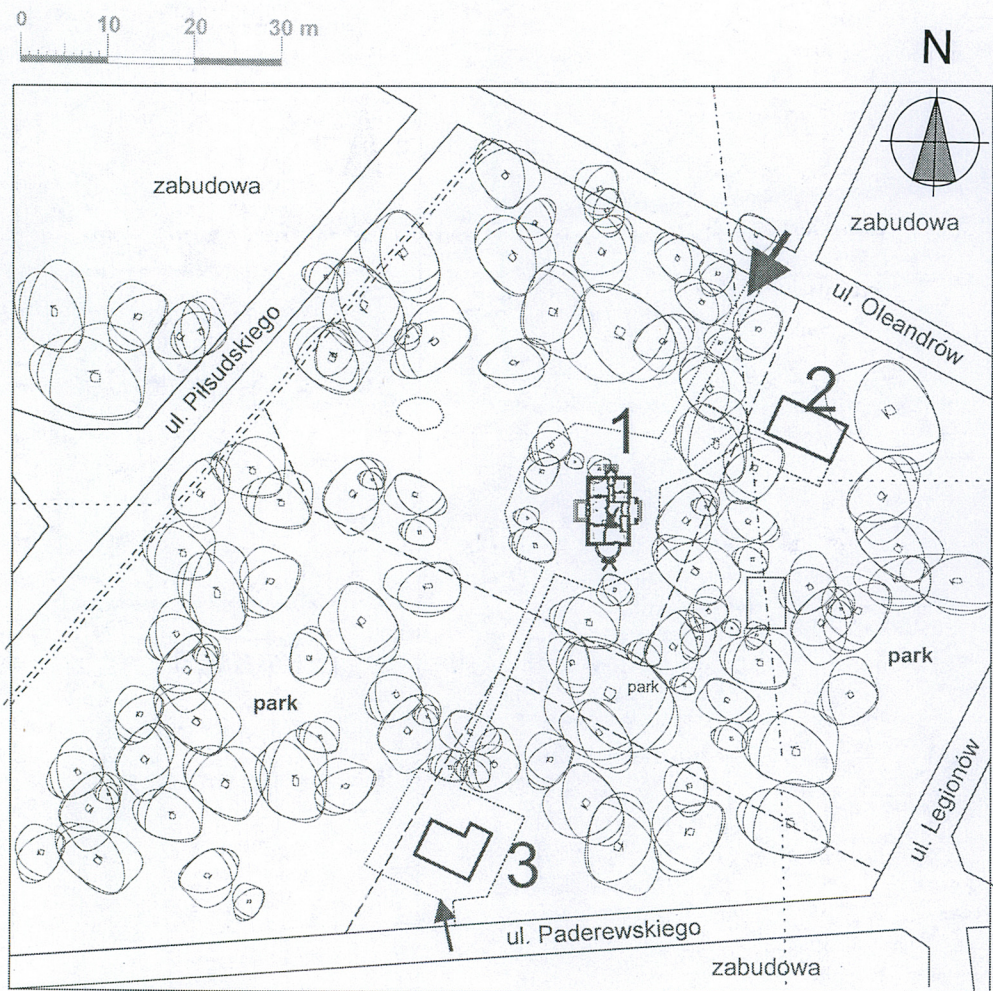 0 10 20 30 m
N
zabudowa
zabudowa
ul. Piłsudskiego
ul. Oleandrów
2
1
park
park
park
ul. Legionów
3
ul. Paderewskiego
zabudowa